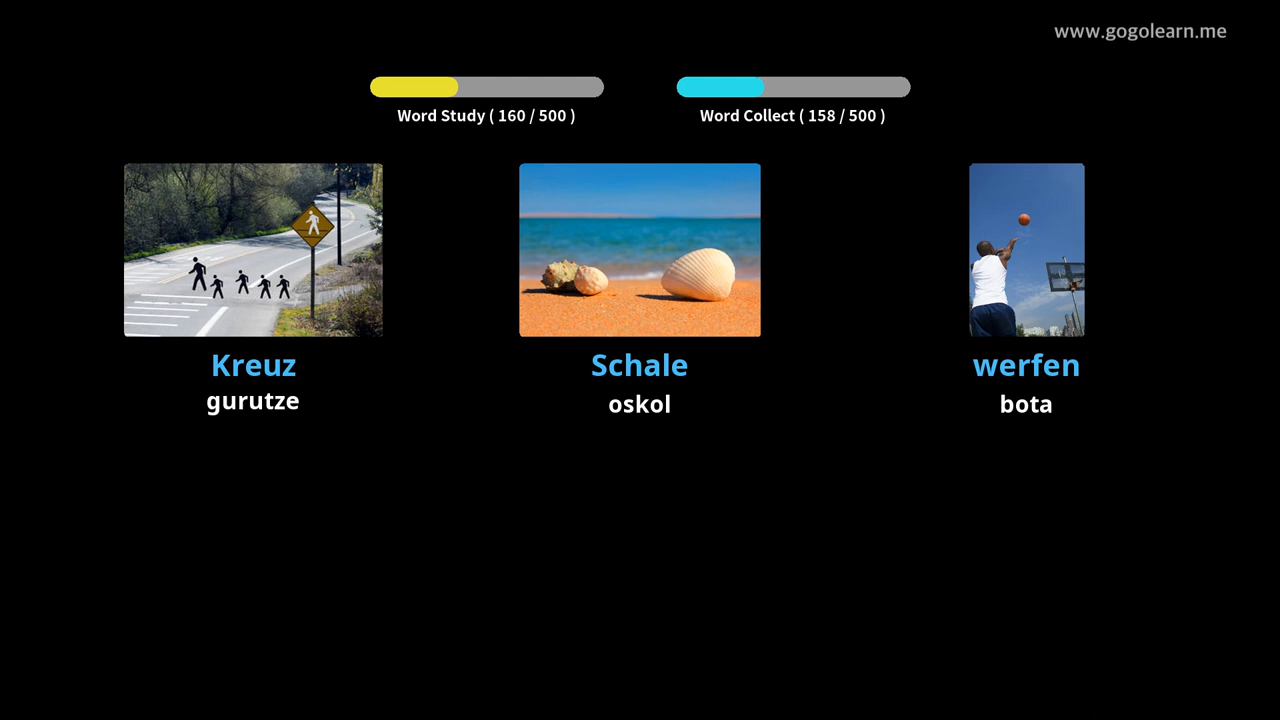 www.gogolearn.me
Word Study ( 160 / 500 )
Word Collect ( 158 / 500 )
Kreuz
gurutze
Schale
oskol
werfen
bota